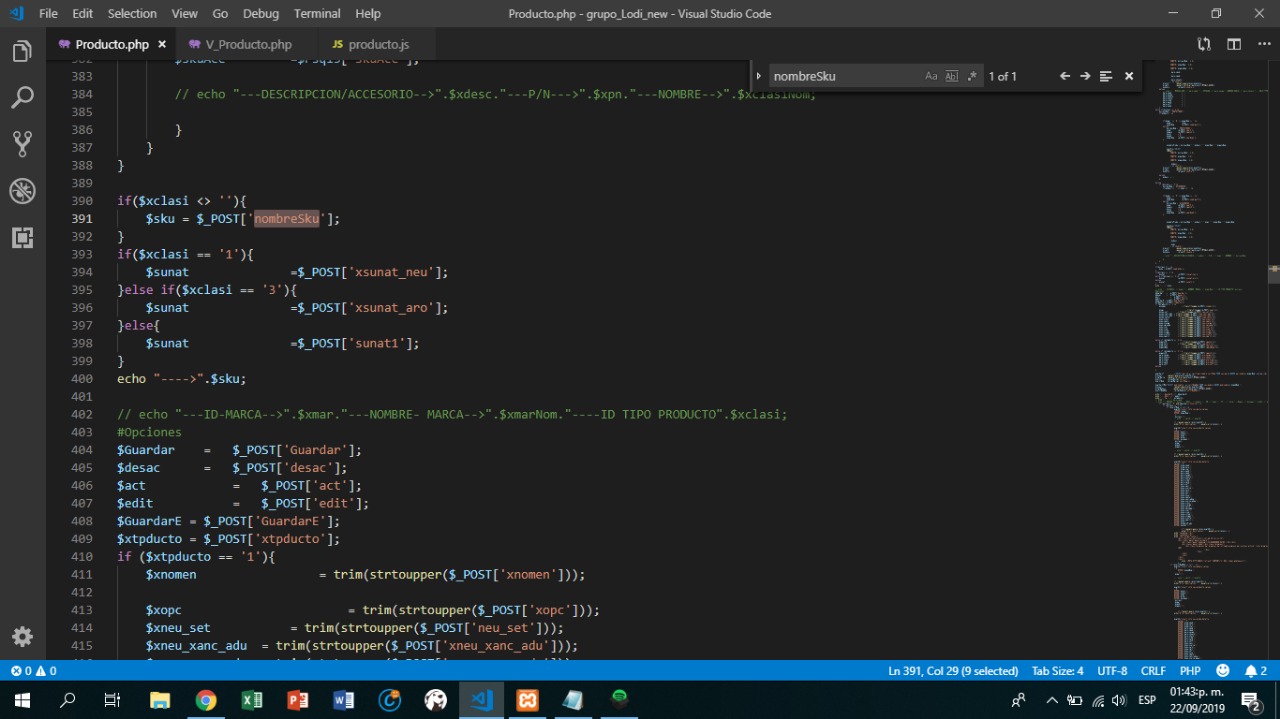 File Edit Selection View Go Debug Terminal Help
Producto.php - grupo_Lodi_new - Visual Studio Code
Producto.php
V_Producto.php
JS producto.js
nombreSku
Aa Abl .*
1 of 1
383
384 // echo "---DESCRIPCION/ACCESORIO-->".$xdesc."---P/N--->".$xpn."---NOMBRE-->".$xclasiNom;
385
386 }
387 }
388 }
389
390 if($xclasi <> ''){
391 $sku = $_POST['nombreSku'];
392 }
393 if($xclasi == '1'){
394 $sunat =$_POST['xsunat_neu'];
395 }else if($xclasi == '3'){
396 $sunat =$_POST['xsunat_aro'];
397 }else{
398 $sunat =$_POST['sunat1'];
399 }
400 echo "---->".$sku;
401
402 // echo "---ID-MARCA-->".$xmar."---NOMBRE- MARCA-->".$xmarNom."----ID TIPO PRODUCTO".$xclasi;
403 #Opciones
404 $Guardar = $_POST['Guardar'];
405 $desac = $_POST['desac'];
406 $act = $_POST['act'];
407 $edit = $_POST['edit'];
408 $GuardarE = $_POST['GuardarE'];
409 $xtpducto = $_POST['xtpducto'];
410 if ($xtpducto == '1'){
411 $xnomen = trim(strtoupper($_POST['xnomen']));
412
413 $xopc = trim(strtoupper($_POST['xopc']));
414 $xneu_set = trim(strtoupper($_POST['neu_set']));
415 $xneu_xanc_adu = trim(strtoupper($_POST['xneu_xanc_adu']));
0 0
Ln 391, Col 29 (9 selected) Tab Size: 4 UTF-8 CRLF PHP 2
ESP
01:43 p. m.
22/09/2019
2